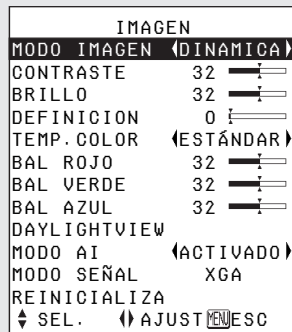 IMAGEN
MODO IMAGEN DINAMICA
CONTRASTE 32
BRILLO 32
DEFINICION 0
TEMP.COLOR ESTÁNDAR
BAL ROJO 32
BAL VERDE 32
BAL AZUL 32
DAYLIGHTVIEW
MODO AI ACTIVADO
MODO SEÑAL XGA
REINICIALIZA
SEL. AJUST MENU ESC